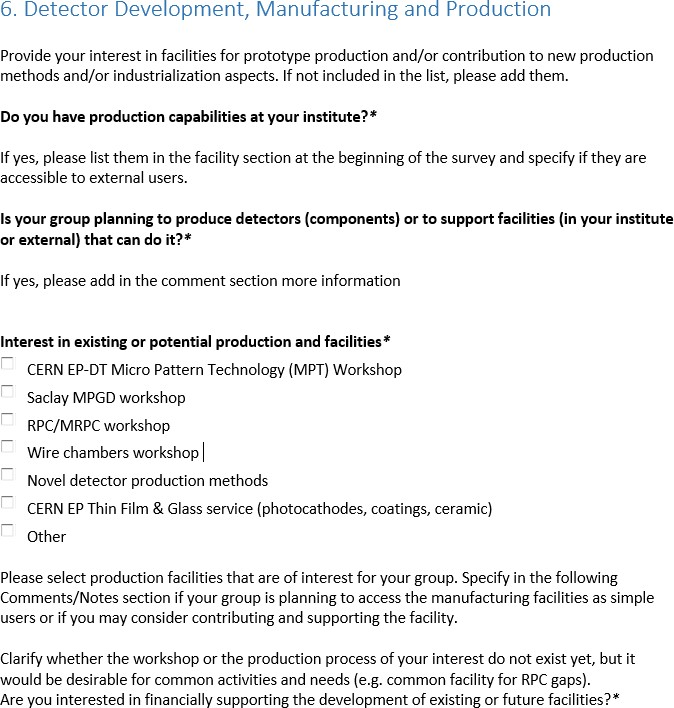 6. Detector Development, Manufacturing and Production
Provide your interest in facilities for prototype production and/or contribution to new production
methods and/or industrialization aspects. If not included in the list, please add them.
Do you have production capabilities at your institute?*
If yes, please list them in the facility section at the beginning of the survey and specify if they are
accessible to external users.
Is your group planning to produce detectors (components) or to support facilities (in your institute
or external) that can do it?*
If yes, please add in the comment section more information
Interest in existing or potential production and facilities*
CERN EP-DT Micro Pattern Technology (MPT) Workshop
Saclay MPGD workshop
RPC/MRPC workshop
Wire chambers workshop
Novel detector production methods
CERN EP Thin Film & Glass service (photocathodes, coatings, ceramic)
Other
Please select production facilities that are of interest for your group. Specify in the following
Comments/Notes section if your group is planning to access the manufacturing facilities as simple
users or if you may consider contributing and supporting the facility.
Clarify whether the workshop or the production process of your interest do not exist yet, but it
would be desirable for common activities and needs (e.g. common facility for RPC gaps).
Are you interested in financially supporting the development of existing or future facilities?*